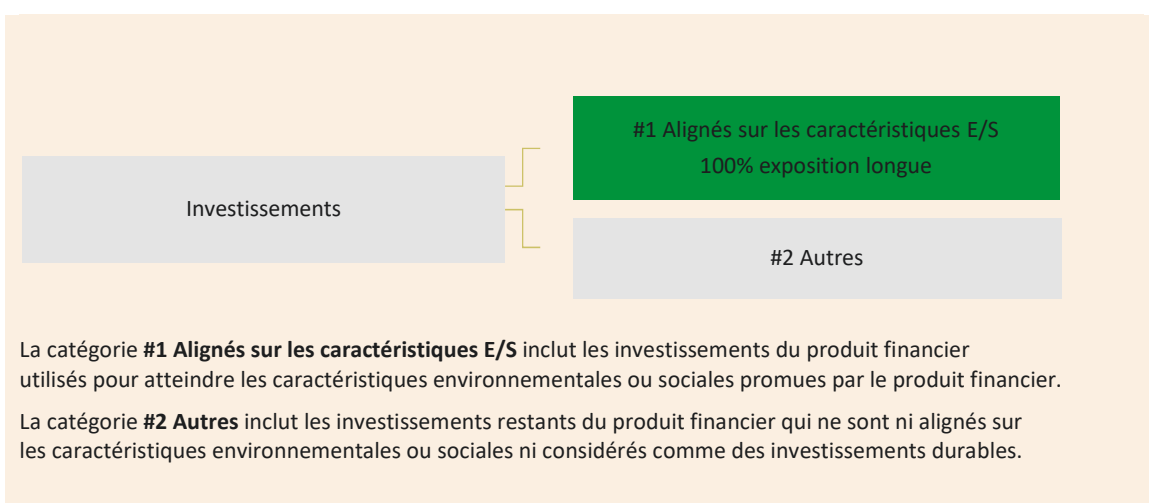 #1 Alignés sur les caractéristiques E/S
100% exposition longue
Investissements
#2 Autres
La catégorie #1 Alignés sur les caractéristiques E/S inclut les investissements du produit financier
utilisés pour atteindre les caractéristiques environnementales ou sociales promues par le produit financier.
La catégorie #2 Autres inclut les investissements restants du produit financier qui ne sont ni alignés sur
les caractéristiques environnementales ou sociales ni considérés comme des investissements durables.